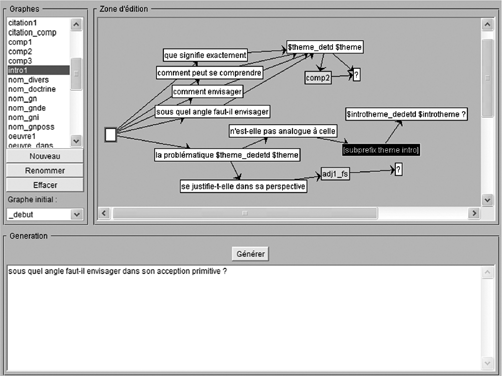 Graphes
citation1
citation_comp
comp1
comp2
comp3
intro1
nom_divers
nom_doctrine
nom_gn
nom_gnde
nom_gni
nom_gnposs
oeuvre1
oeuvre_dans
Nouveau
Renommer
Effacer
Graphe initial :
_debut
Zone d'édition
que signifie exactement
$theme_detd $theme
comment peut se comprendre
comp2
?
comment envisager
sous quel angle faut-il envisager
$introtheme_dedetd $introtheme ?
n'est-elle pas analogue à celle
[subprefix theme intro]
la problématique $theme_dedetd $theme
se justifie-t-elle dans sa perspective
adj1_fs
?
Generation
Générer
sous quel angle faut-il envisager dans son acception primitive ?